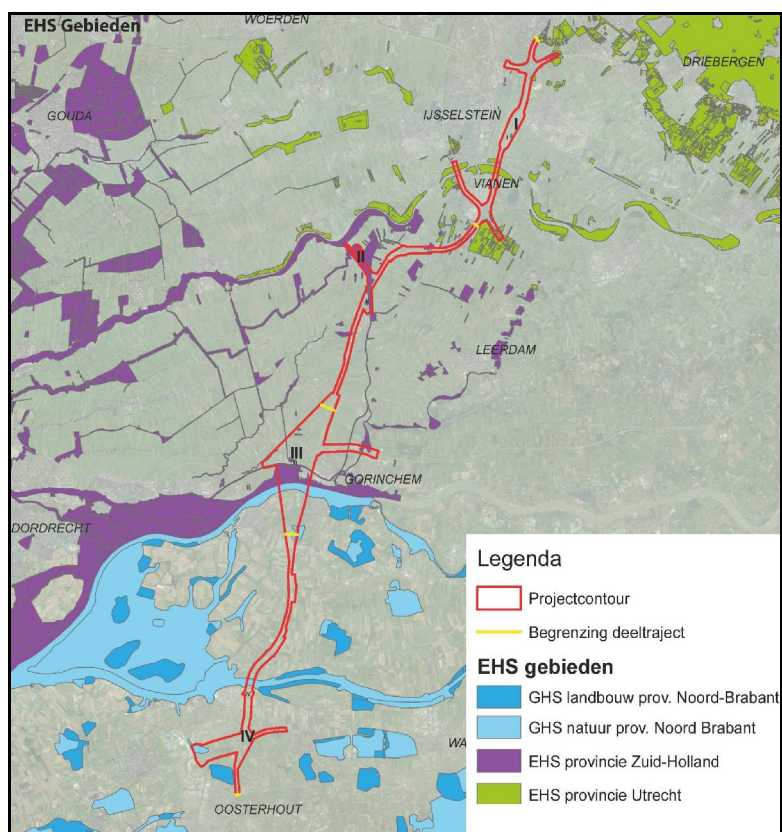 EHS Gebieden
WOERDEN
DRIEBERGEN
GOUDA
IJSSELSTEIN
I
VIANEN
II
LEERDAM
III
GORINCHEM
DORDRECHT
IV
WA
OOSTERHOUT
Legenda
Projectcontour
Begrenzing deeltraject
EHS gebieden
GHS landbouw prov. Noord-Brabant
GHS natuur prov. Noord Brabant
EHS provincie Zuid-Holland
EHS provincie Utrecht